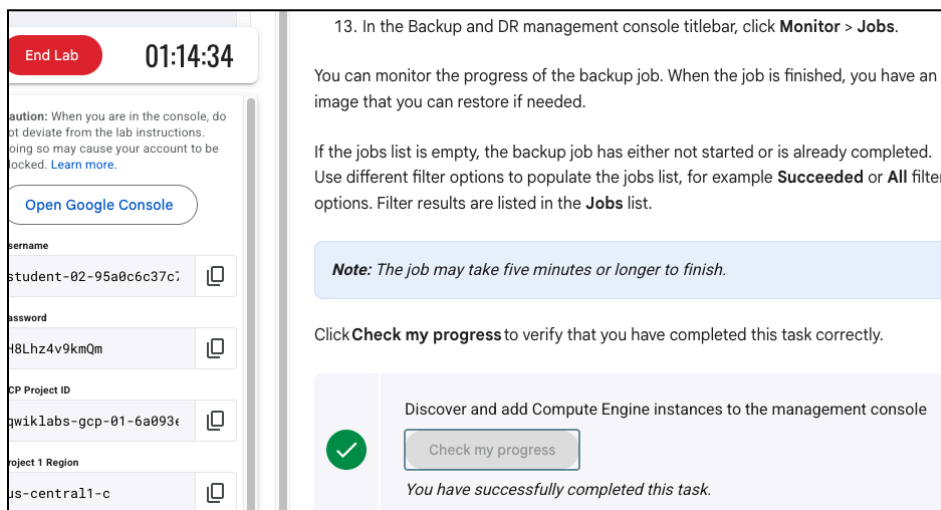 End Lab
01:14:34
aution: When you are in the console, do
ot deviate from the lab instructions.
oing so may cause your account to be
ocked. Learn more.
Open Google Console
sername
student-02-95a0c6c37c7
assword
H8Lhz4v9kmQm
CP Project ID
qwiklabs-gcp-01-6a093e
roject 1 Region
us-central1-c
13. In the Backup and DR management console titlebar, click Monitor > Jobs.
You can monitor the progress of the backup job. When the job is finished, you have an
image that you can restore if needed.
If the jobs list is empty, the backup job has either not started or is already completed.
Use different filter options to populate the jobs list, for example Succeeded or All filter
options. Filter results are listed in the Jobs list.
Note: The job may take five minutes or longer to finish.
Click Check my progress to verify that you have completed this task correctly.
Discover and add Compute Engine instances to the management console
Check my progress
You have successfully completed this task.